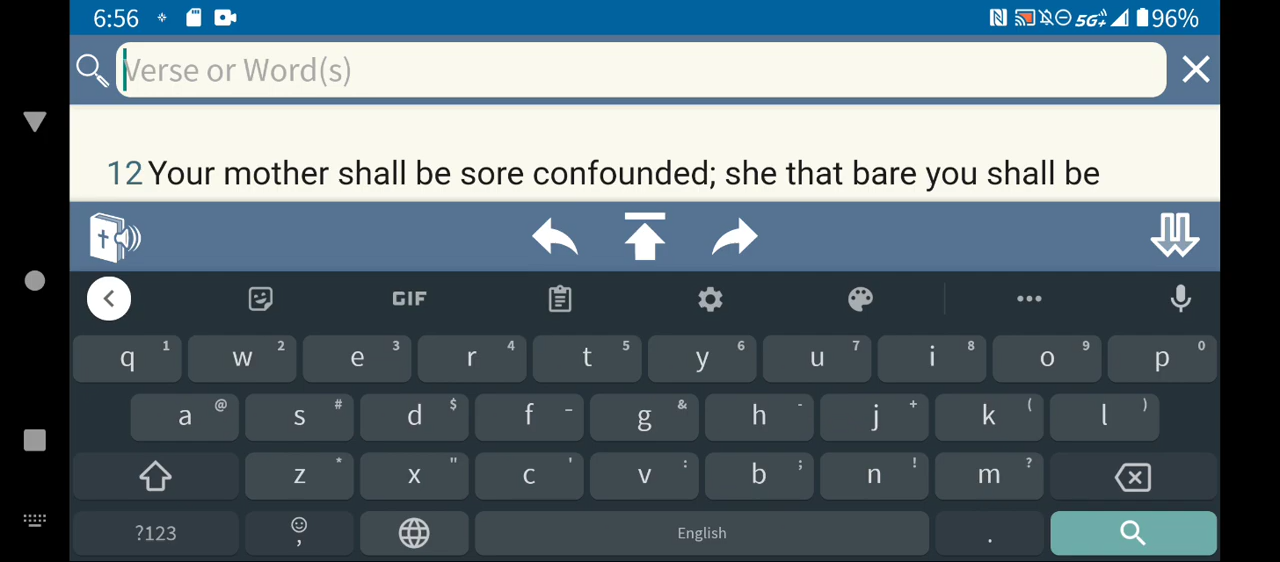 6:56 5G+ 96%
Verse or Word(s)
12 Your mother shall be sore confounded; she that bare you shall be
GIF
q 1 w 2 e 3 r 4 t 5 y 6 u 7 i 8 o 9 p 0
a @ s # d $ f _ g & h - j + k ( l )
z * x " c ' v : b ; n ! m ?
?123 , English .